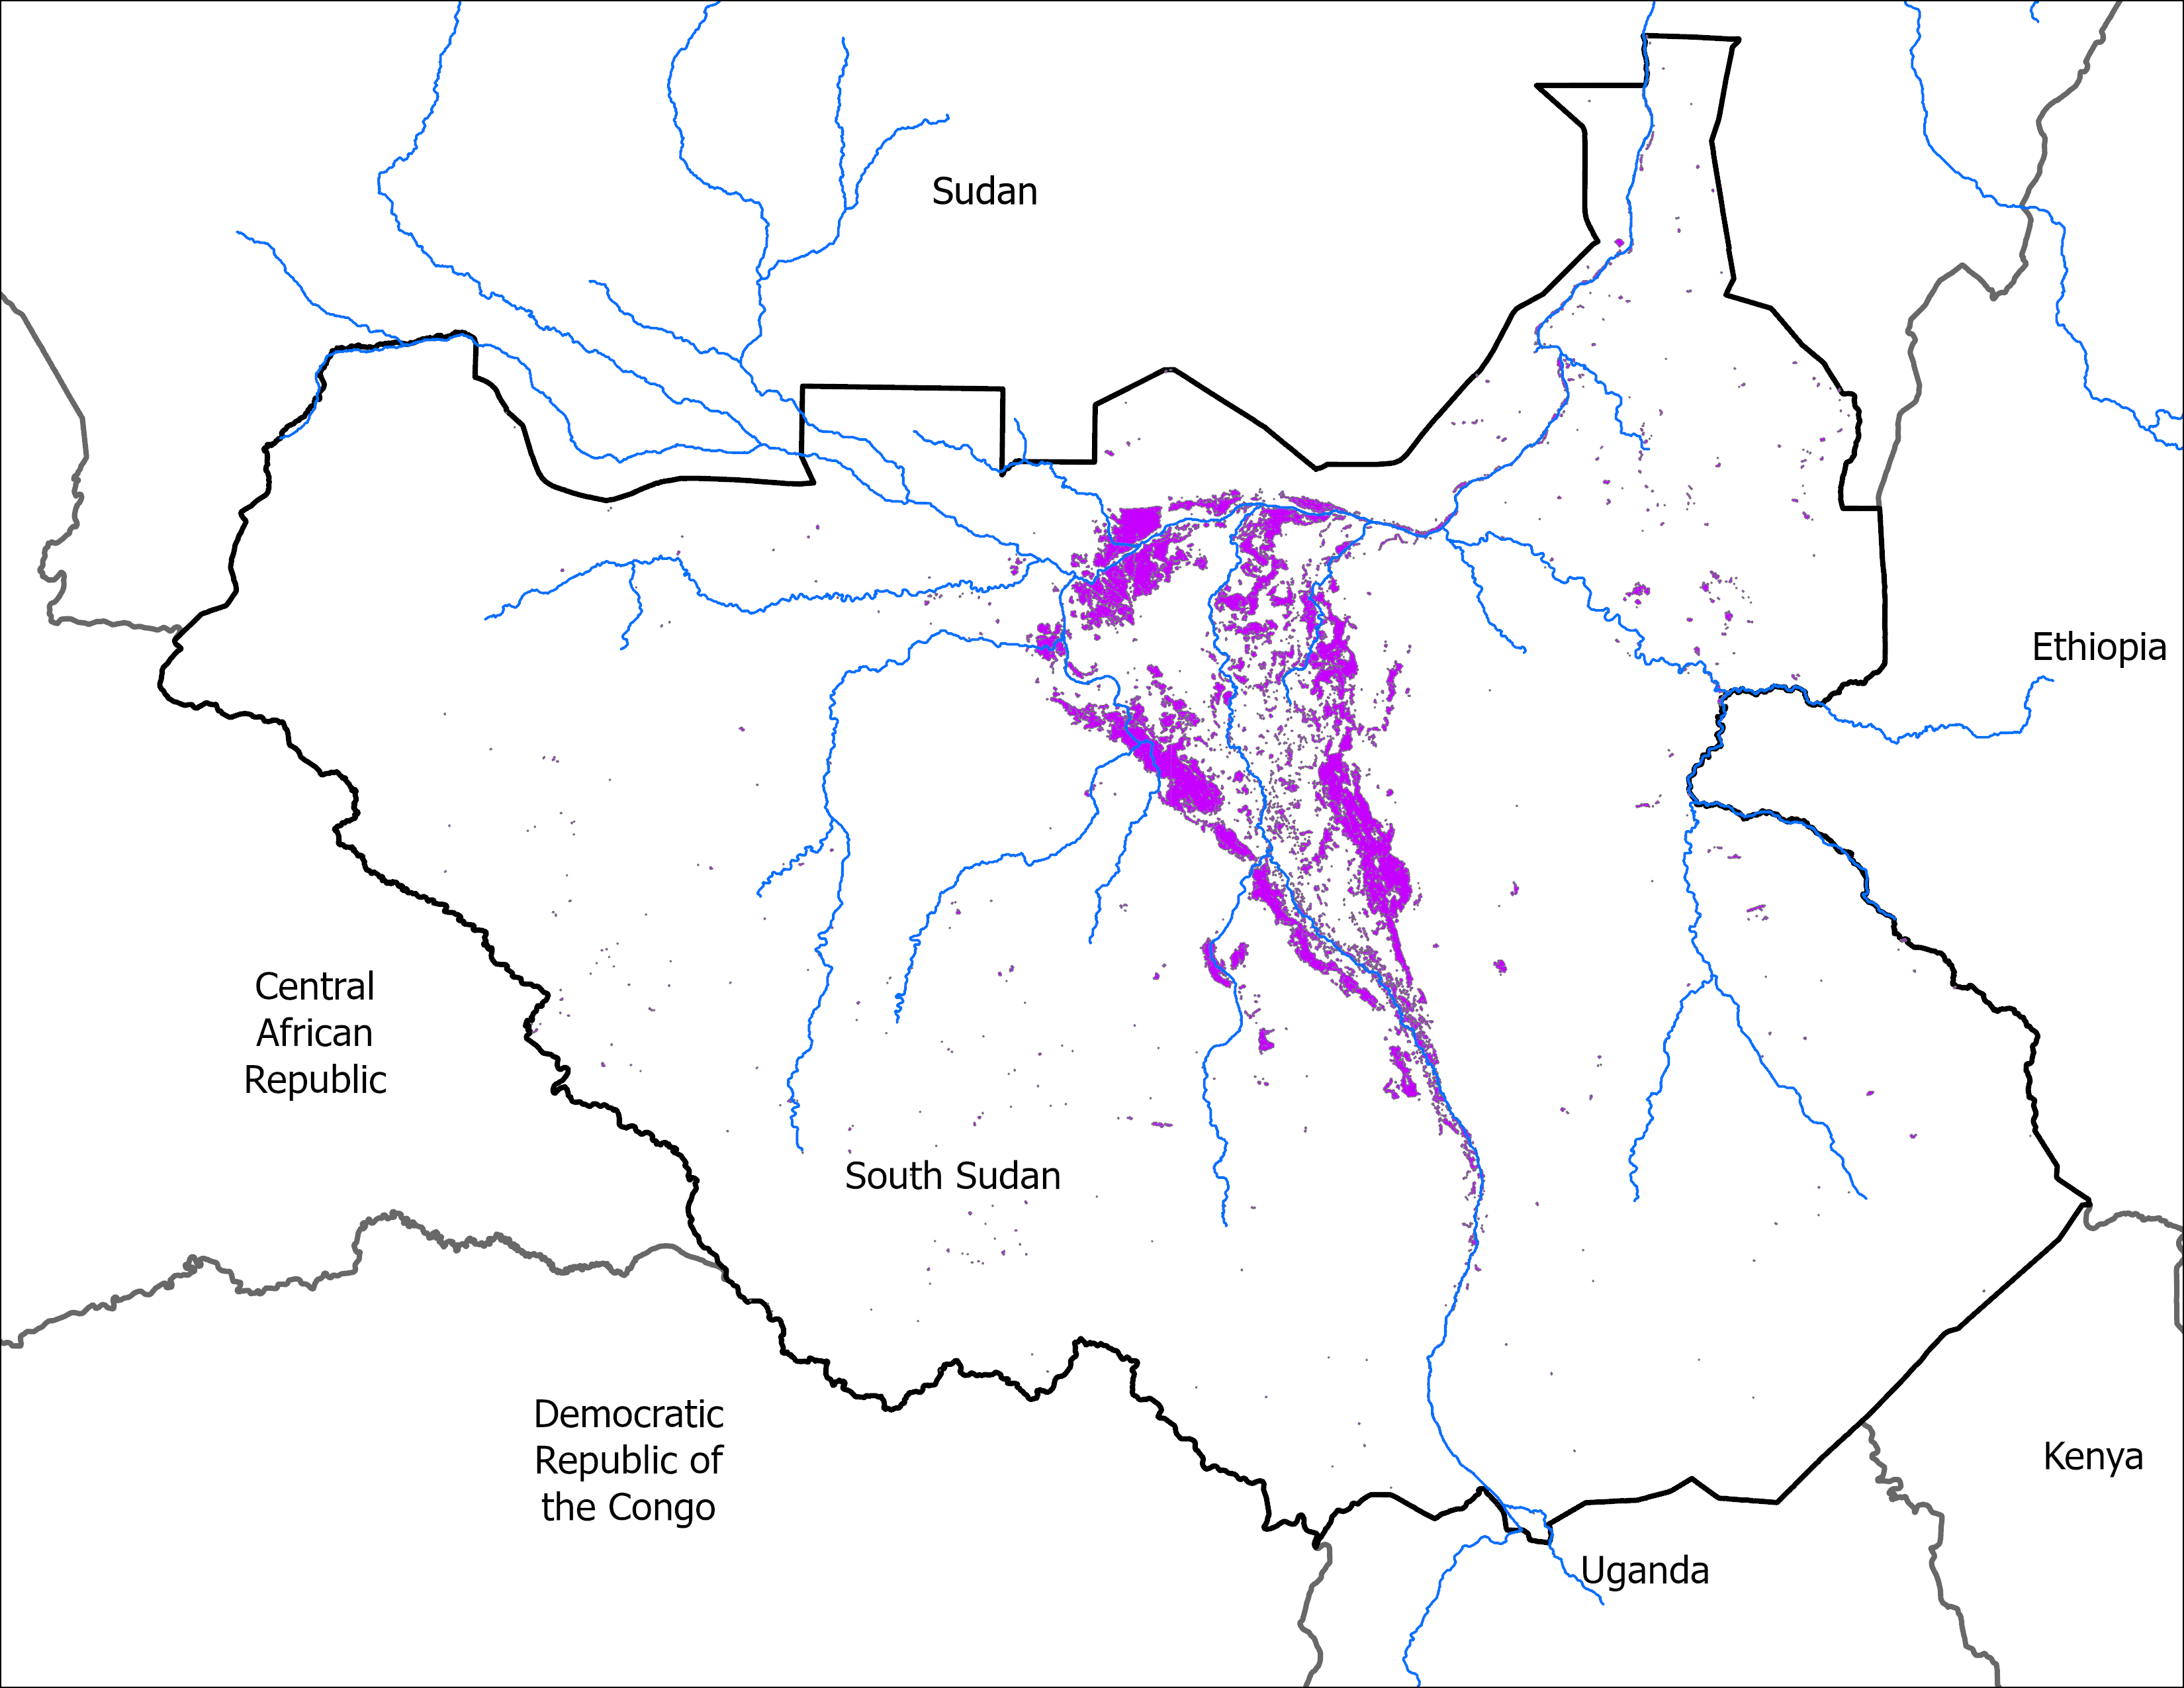 Sudan
Ethiopia
Central
African
Republic
South Sudan
Democratic
Republic of
the Congo
Kenya
Uganda